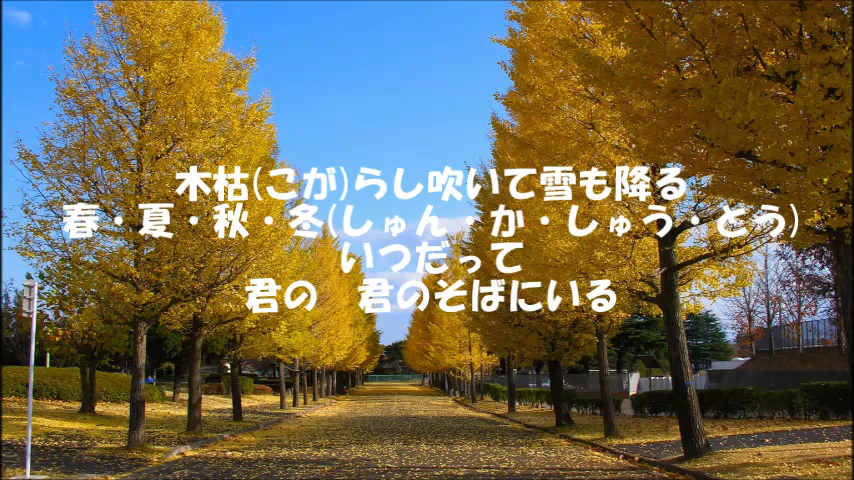 木枯(こが)らし吹いて雪も降る
春・夏・秋・冬(しゅん・か・しゅう・とう)
いつだって
君の　君のそばにいる